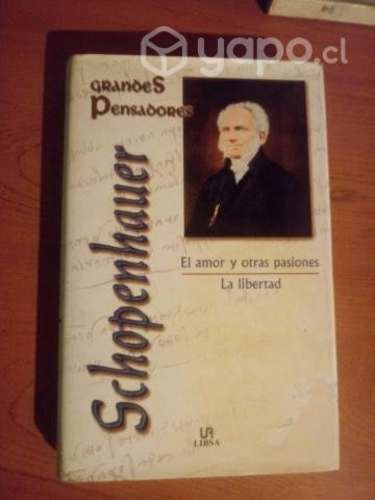 yapo.cl
GRANDES
PENSADORES
Schopenhauer
El amor y otras pasiones
La libertad
LIBSA